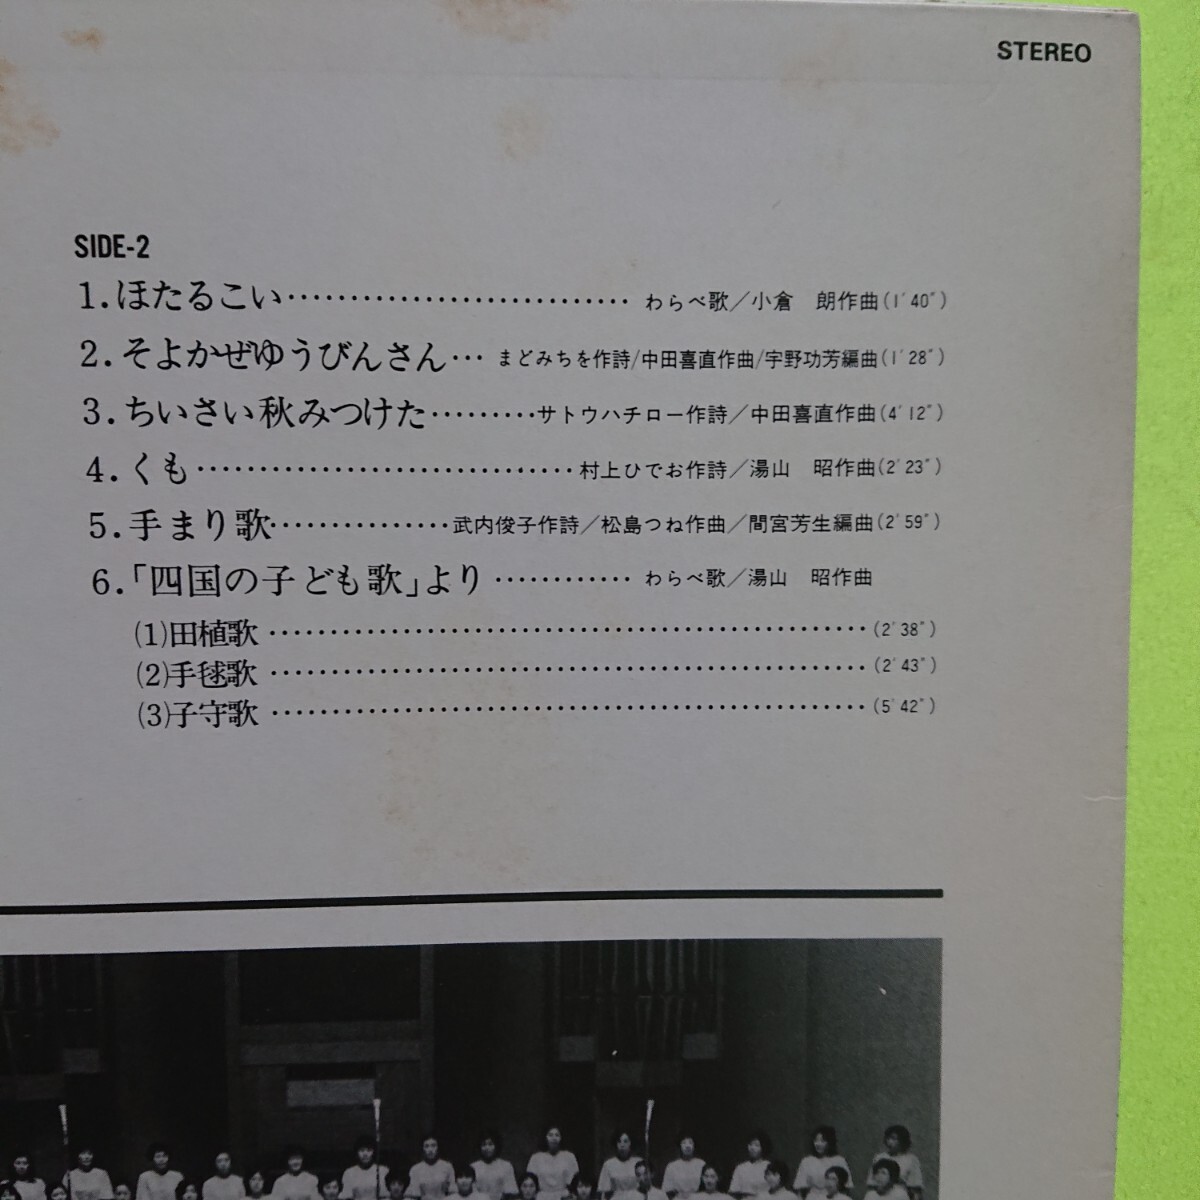 STEREO
SIDE-2
1.ほたるこい………………………… わらべ歌／小倉　朗作曲(1′40″)
2.そよかぜゆうびんさん… まどみちを作詩/中田喜直作曲/宇野功芳編曲(1′28″)
3.ちいさい秋みつけた………サトウハチロー作詩／中田喜直作曲(4′12″)
4.くも……………………………村上ひでお作詩／湯山　昭作曲(2′23″)
5.手まり歌……………武内俊子作詩／松島つね作曲／間宮芳生編曲(2′59″)
6.「四国の子ども歌」より………… わらべ歌／湯山　昭作曲
(1)田植歌………………………………………………(2′38″)
(2)手毬歌………………………………………………(2′43″)
(3)子守歌………………………………………………(5′42″)